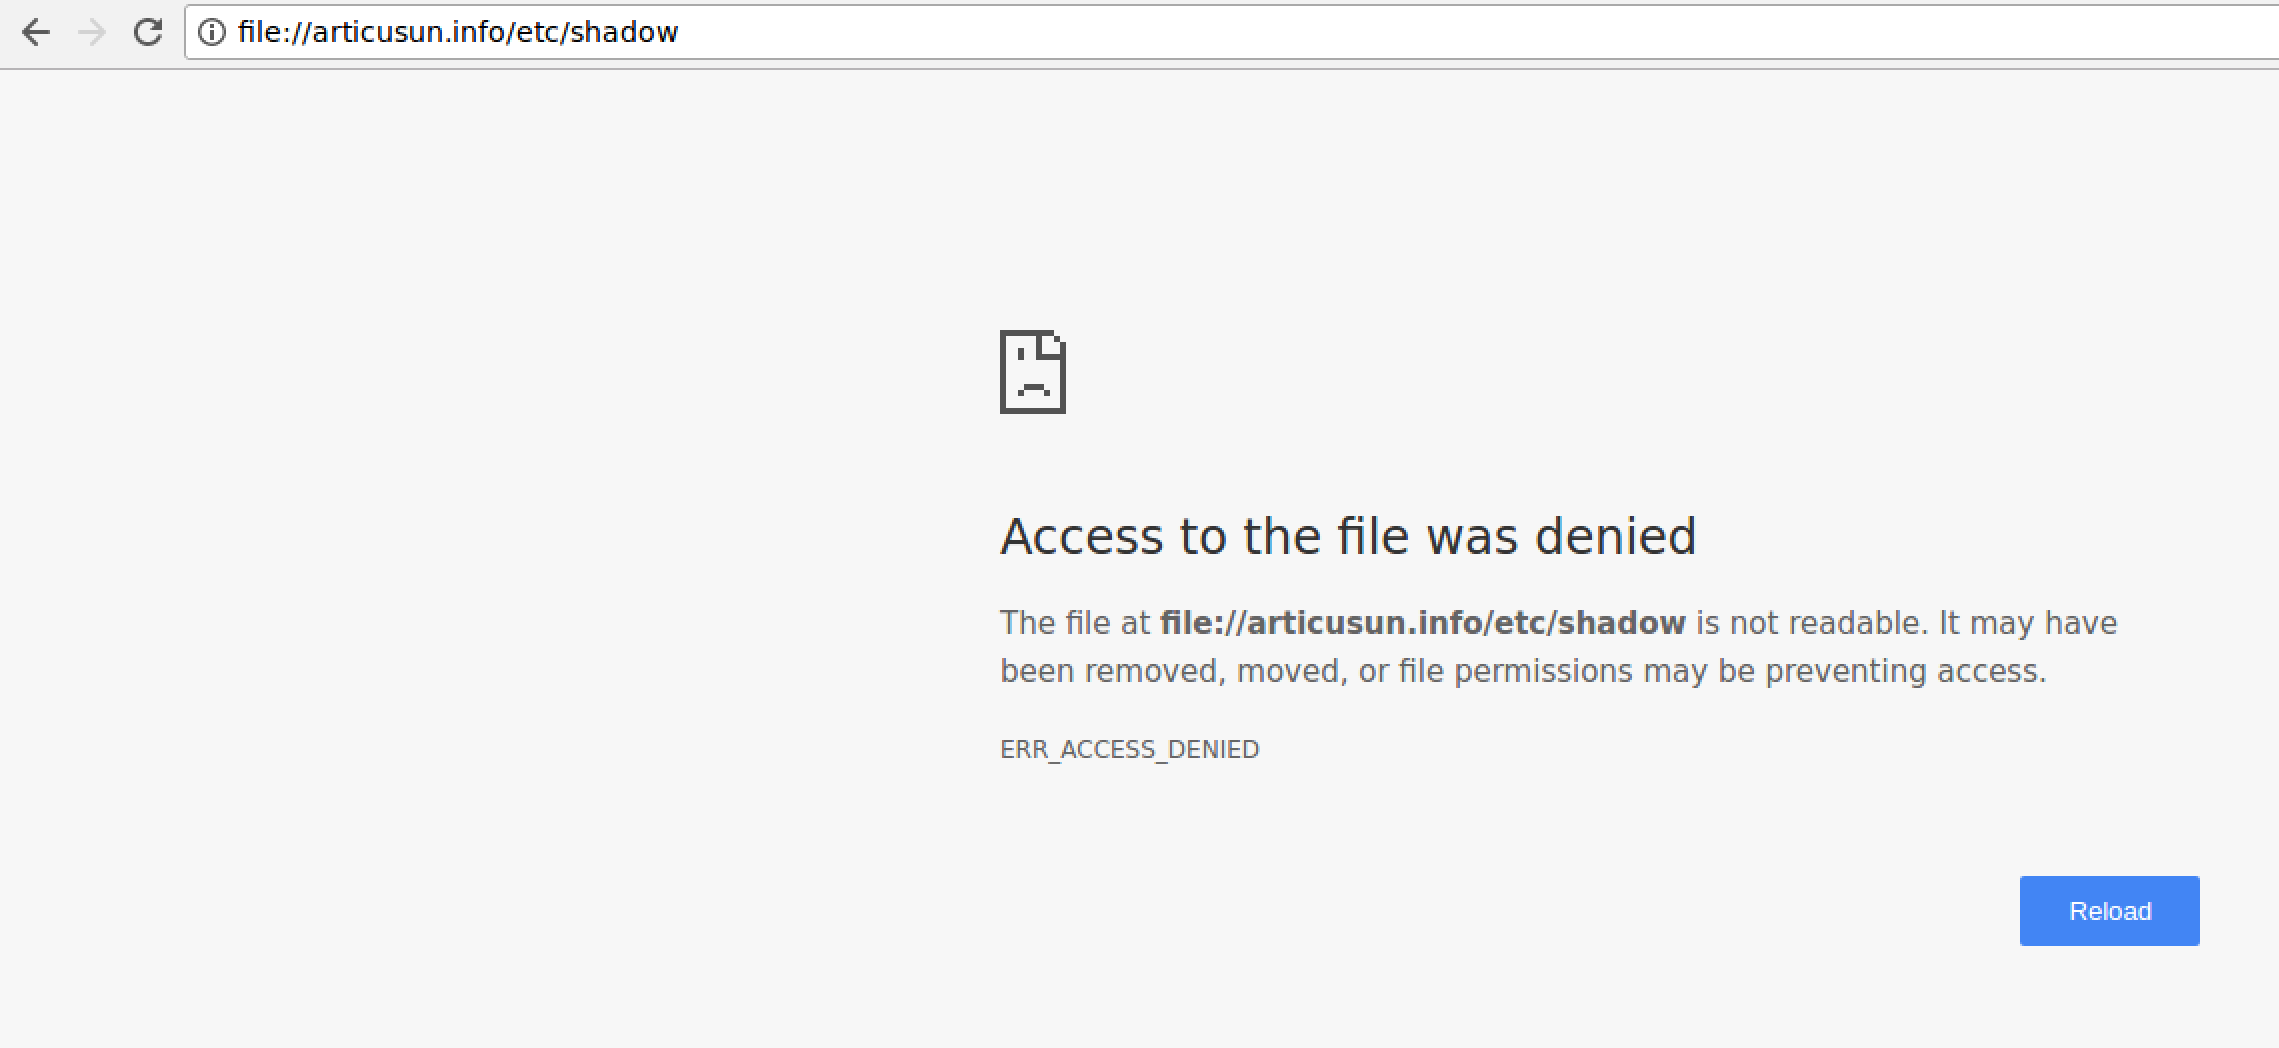 file://articusun.info/etc/shadow
Access to the file was denied
The file at file://articusun.info/etc/shadow is not readable. It may have
been removed, moved, or file permissions may be preventing access.
ERR_ACCESS_DENIED
Reload